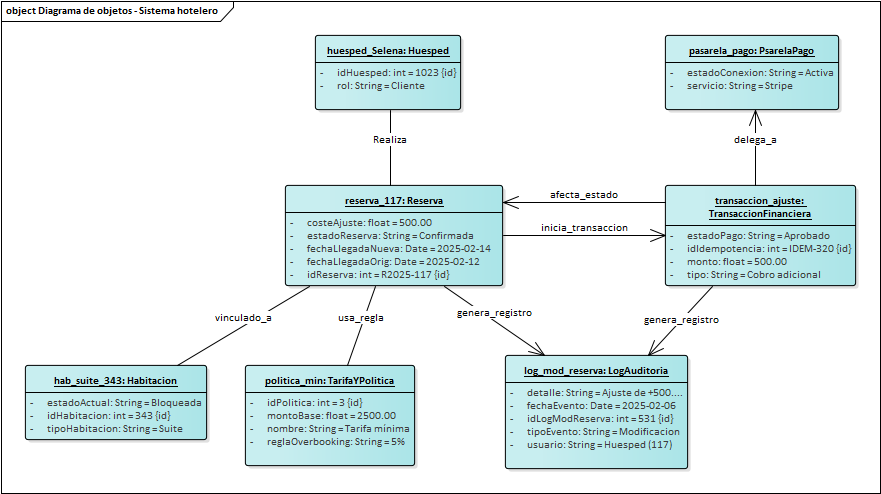 object Diagrama de objetos - Sistema hotelero
huesped_Selena: Huesped
- idHuesped: int = 1023 {id}
- rol: String = Cliente
pasarela_pago: PsarelaPago
- estadoConexion: String = Activa
- servicio: String = Stripe
Realiza
delega_a
reserva_117: Reserva
- costeAjuste: float = 500.00
- estadoReserva: String = Confirmada
- fechaLlegadaNueva: Date = 2025-02-14
- fechaLlegadaOrig: Date = 2025-02-12
- idReserva: int = R2025-117 {id}
afecta_estado
inicia_transaccion
transaccion_ajuste:
TransaccionFinanciera
- estadoPago: String = Aprobado
- idIdempotencia: int = IDEM-320 {id}
- monto: float = 500.00
- tipo: String = Cobro adicional
vinculado_a
usa_regla
genera_registro
genera_registro
hab_suite_343: Habitacion
- estadoActual: String = Bloqueada
- idHabitacion: int = 343 {id}
- tipoHabitacion: String = Suite
politica_min: TarifaYPolitica
- idPolitica: int = 3 {id}
- montoBase: float = 2500.00
- nombre: String = Tarifa mínima
- reglaOverbooking: String = 5%
log_mod_reserva: LogAuditoria
- detalle: String = Ajuste de +500....
- fechaEvento: Date = 2025-02-06
- idLogModReserva: int = 531 {id}
- tipoEvento: String = Modificacion
- usuario: String = Huesped (117)